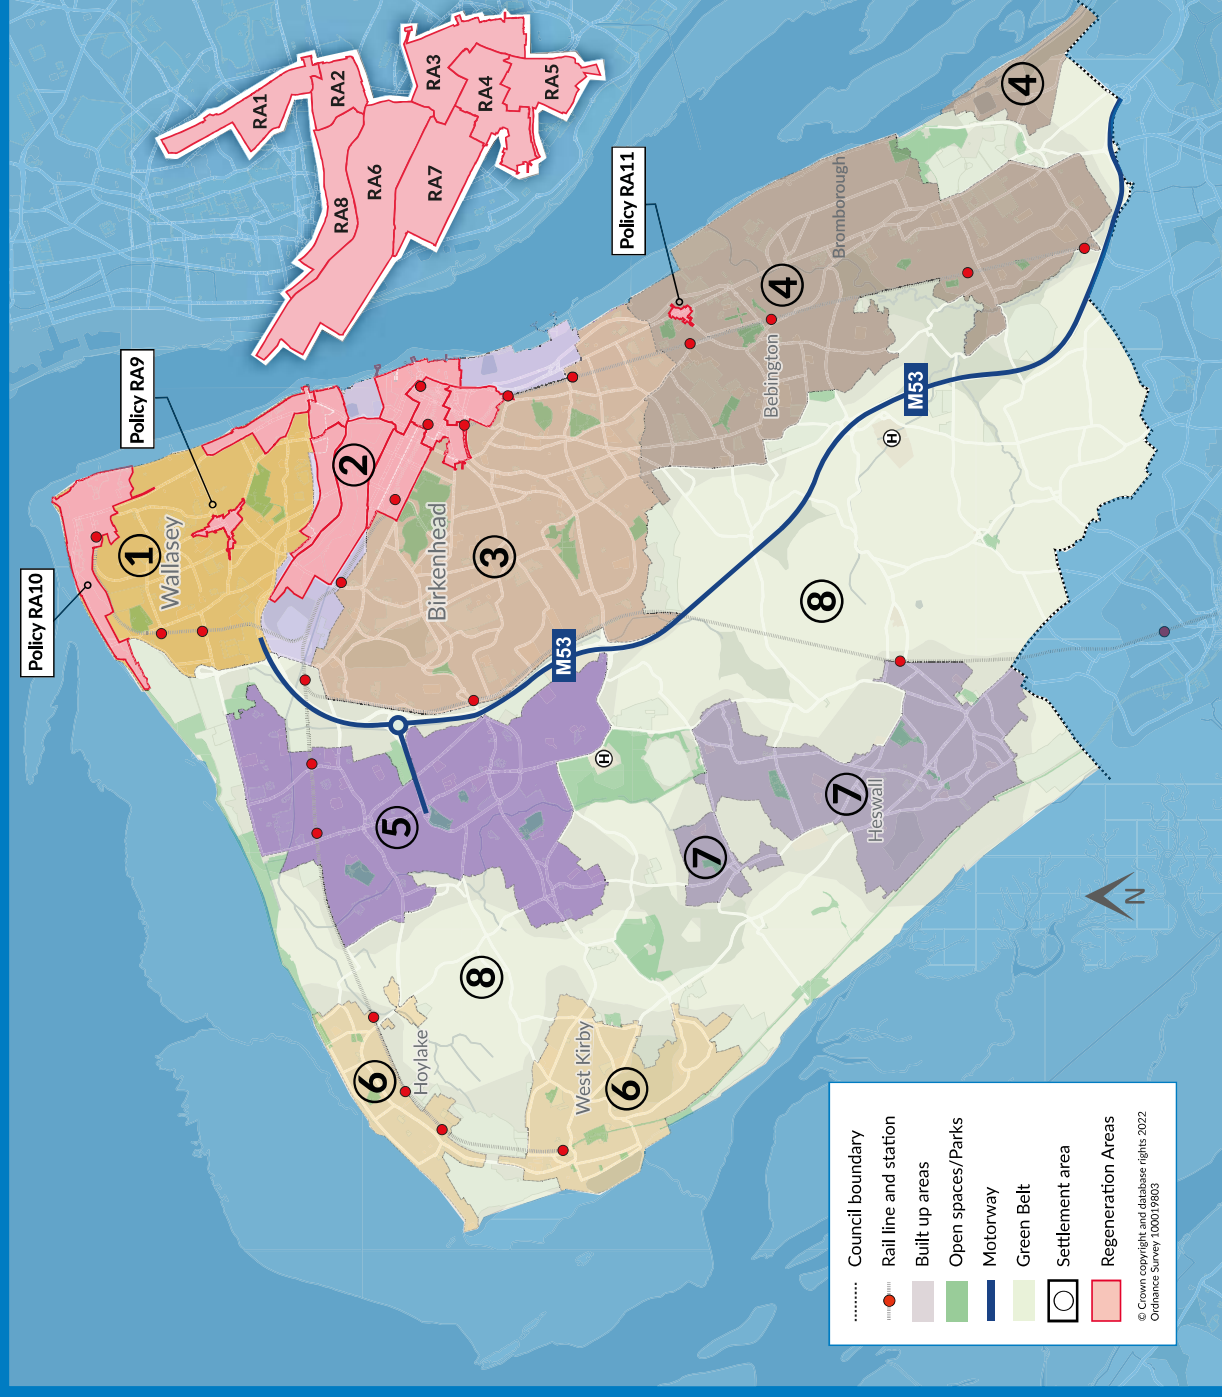 Policy RA10
Policy RA9
Policy RA11
RA1
RA2
RA3
RA4
RA5
RA6
RA7
RA8
1
Wallasey
2
Birkenhead
3
4
Bebington
Bromborough
4
M53
M53
5
6
Hoylake
West Kirby
6
7
7
Heswall
8
8
H
H
N
Council boundary
Rail line and station
Built up areas
Open spaces/Parks
Motorway
Green Belt
Settlement area
Regeneration Areas
© Crown copyright and database rights 2022
Ordnance Survey 100019803